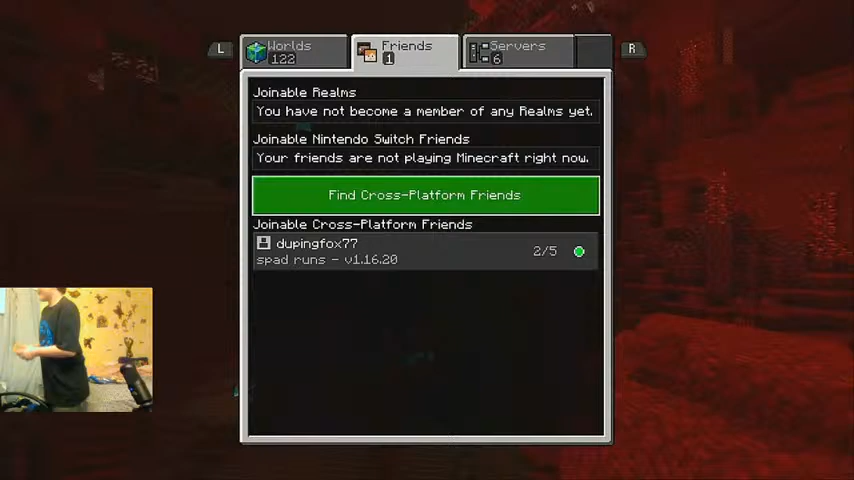 L
Worlds
122
Friends
1
Servers
6
R
Joinable Realms
You have not become a member of any Realms yet.
Joinable Nintendo Switch Friends
Your friends are not playing Minecraft right now.
Find Cross-Platform Friends
Joinable Cross-Platform Friends
dupingfox77
spad runs - v1.16.20
2/5